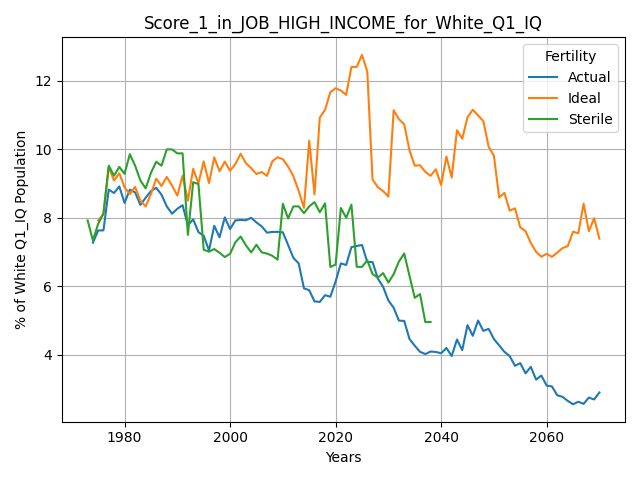 Score_1_in_JOB_HIGH_INCOME_for_White_Q1_IQ
Fertility
Actual
Ideal
Sterile
% of White Q1_IQ Population
12
10
8
6
4
1980
2000
2020
2040
2060
Years